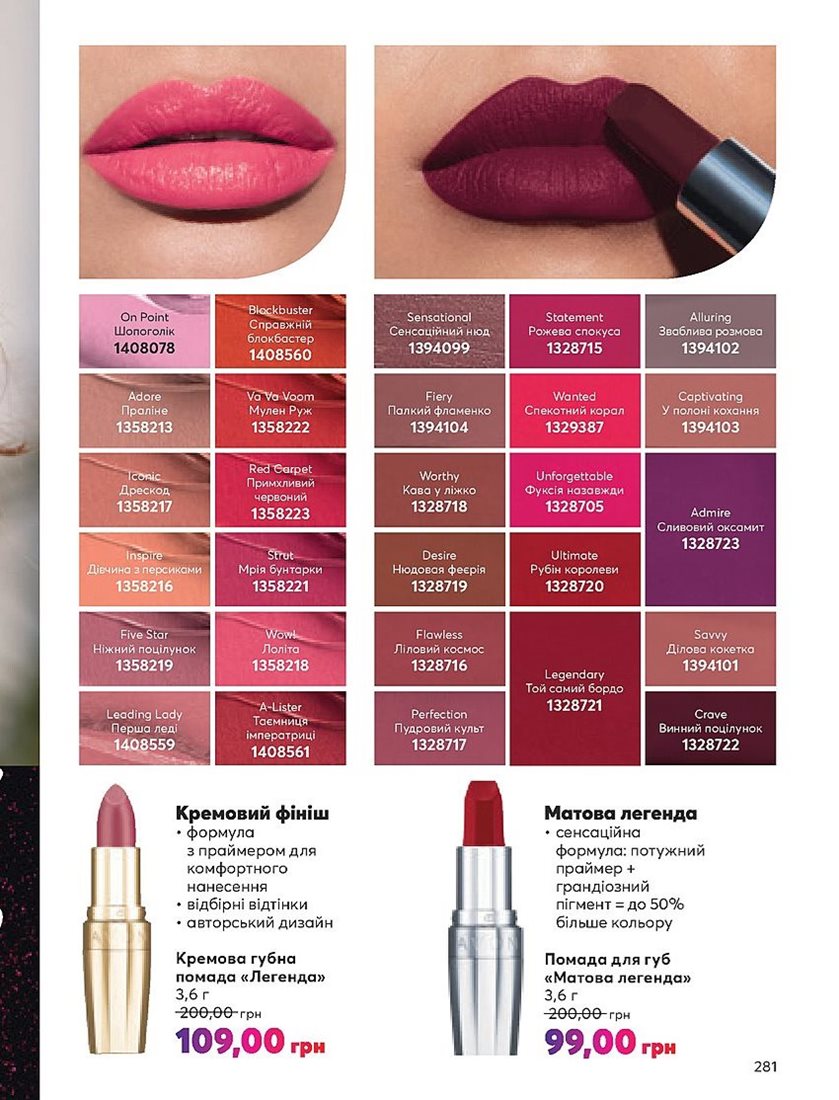 On Point
Шопоголік
1408078
Blockbuster
Справжній
блокбастер
1408560
Adore
Праліне
1358213
Va Va Voom
Мулен Руж
1358222
Iconic
Дрескод
1358217
Red Carpet
Примхливий
червоний
1358223
Inspire
Дівчина з персиками
1358216
Strut
Мрія бунтарки
1358221
Five Star
Ніжний поцілунок
1358219
Wow!
Лоліта
1358218
Leading Lady
Перша леді
1408559
A-Lister
Таємниця
імператриці
1408561
Sensational
Сенсаційний нюд
1394099
Statement
Рожева спокуса
1328715
Alluring
Зваблива розмова
1394102
Fiery
Палкий фламенко
1394104
Wanted
Спекотний корал
1329387
Captivating
У полоні кохання
1394103
Worthy
Кава у ліжко
1328718
Unforgettable
Фуксія назавжди
1328705
Admire
Сливовий оксамит
1328723
Desire
Нюдовая феєрія
1328719
Ultimate
Рубін королеви
1328720
Flawless
Ліловий космос
1328716
Legendary
Той самий бордо
1328721
Savvy
Ділова кокетка
1394101
Perfection
Пудровий культ
1328717
Crave
Винний поцілунок
1328722
Кремовий фініш
• формула
з праймером для
комфортного
нанесення
• відбірні відтінки
• авторський дизайн
Кремова губна
помада «Легенда»
3,6 г
200,00 грн
109,00 грн
AVON
Матова легенда
• сенсаційна
формула: потужний
праймер +
грандіозний
пігмент = до 50%
більше кольору
Помада для губ
«Матова легенда»
3,6 г
200,00 грн
99,00 грн
AVON
281